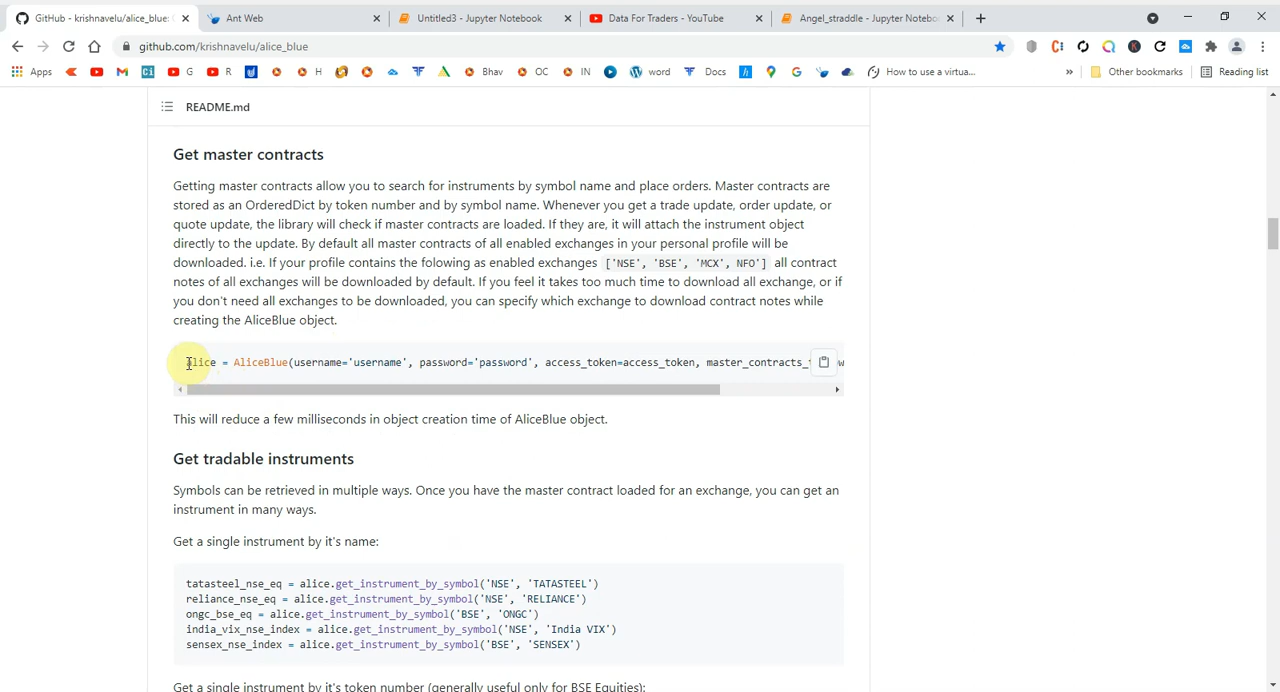 GitHub - krishnavelu/alice_blue:
Ant Web
Untitled3 - Jupyter Notebook
Data For Traders - YouTube
Angel_straddle - Jupyter Notebo
github.com/krishnavelu/alice_blue
Apps
G
R
H
Bhav
OC
IN
word
Docs
G
How to use a virtua...
»
Other bookmarks
Reading list
README.md
Get master contracts
Getting master contracts allow you to search for instruments by symbol name and place orders. Master contracts are
stored as an OrderedDict by token number and by symbol name. Whenever you get a trade update, order update, or
quote update, the library will check if master contracts are loaded. If they are, it will attach the instrument object
directly to the update. By default all master contracts of all enabled exchanges in your personal profile will be
downloaded. i.e. If your profile contains the folowing as enabled exchanges ['NSE', 'BSE', 'MCX', NFO'] all contract
notes of all exchanges will be downloaded by default. If you feel it takes too much time to download all exchange, or if
you don't need all exchanges to be downloaded, you can specify which exchange to download contract notes while
creating the AliceBlue object.
alice = AliceBlue(username='username', password='password', access_token=access_token, master_contracts_
This will reduce a few milliseconds in object creation time of AliceBlue object.
Get tradable instruments
Symbols can be retrieved in multiple ways. Once you have the master contract loaded for an exchange, you can get an
instrument in many ways.
Get a single instrument by it's name:
tatasteel_nse_eq = alice.get_instrument_by_symbol('NSE', 'TATASTEEL')
reliance_nse_eq = alice.get_instrument_by_symbol('NSE', 'RELIANCE')
ongc_bse_eq = alice.get_instrument_by_symbol('BSE', 'ONGC')
india_vix_nse_index = alice.get_instrument_by_symbol('NSE', 'India VIX')
sensex_nse_index = alice.get_instrument_by_symbol('BSE', 'SENSEX')
Get a single instrument by it's token number (generally useful only for BSE Equities):